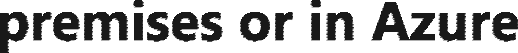 premises or in Azure